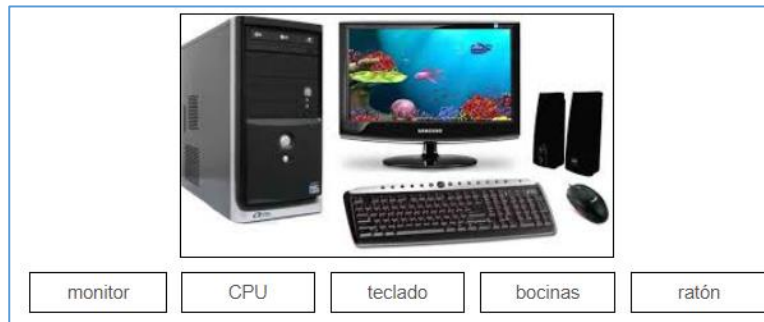 SAMSUNG
monitor
CPU
teclado
bocinas
ratón